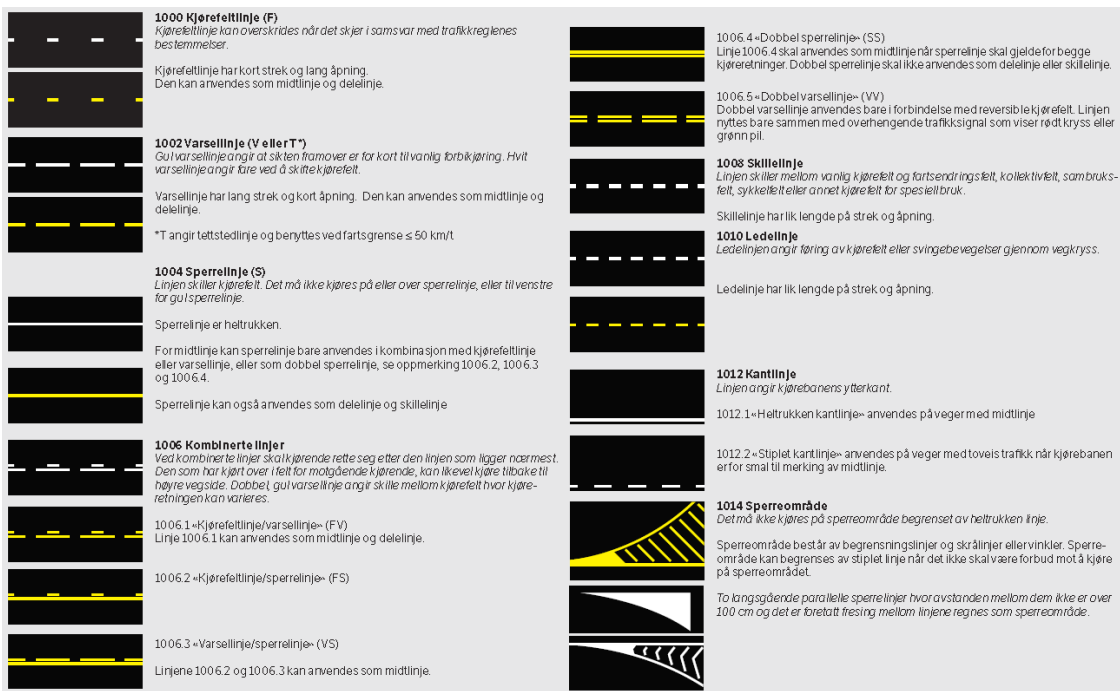 1000 Kjørefeltlinje (F)
Kjørefeltlinje kan overskrides når det skjer i samsvar med trafikkreglenes
bestemmelser.
Kjørefeltlinje har kort strek og lang åpning.
Den kan anvendes som midtlinje og delelinje.
1002 Varsellinje (V eller T*)
Gul varsellinje angir at sikten framover er for kort til vanlig forbikjøring. Hvit
varsellinje angir fare ved å skifte kjørefelt.
Varsellinje har lang strek og kort åpning. Den kan anvendes som midtlinje og
delelinje.
*T angir tettstedlinje og benyttes ved fartsgrense ≤ 50 km/t
1004 Sperrelinje (S)
Linjen skiller kjørefelt. Det må ikke kjøres på eller over sperrelinje, eller til venstre
for gul sperrelinje.
Sperrelinje er heltrukken.
For midtlinje kan sperrelinje bare anvendes i kombinasjon med kjørefeltlinje
eller varsellinje, eller som dobbel sperrelinje, se oppmerking 1006.2, 1006.3
og 1006.4.
Sperrelinje kan også anvendes som delelinje og skillelinje
1006 Kombinerte linjer
Ved kombinerte linjer skal kjørende rette seg etter den linjen som ligger nærmest.
Den som har kjørt over i felt for motgående kjørende, kan likevel kjøre tilbake til
høyre vegside. Dobbel, gul varsellinje angir skille mellom kjørefelt hvor kjøre-
retningen kan varieres.
1006.1 «Kjørefeltlinje/varsellinje» (FV)
Linje 1006.1 kan anvendes som midtlinje og delelinje.
1006.2 «Kjørefeltlinje/sperrelinje» (FS)
1006.3 «Varsellinje/sperrelinje» (VS)
Linjene 1006.2 og 1006.3 kan anvendes som midtlinje.
1006.4 «Dobbel sperrelinje» (SS)
Linje 1006.4 skal anvendes som midtlinje når sperrelinje skal gjelde for begge
kjøreretninger. Dobbel sperrelinje skal ikke anvendes som delelinje eller skillelinje.
1006.5 «Dobbel varsellinje» (VV)
Dobbel varsellinje anvendes bare i forbindelse med reversible kjørefelt. Linjen
nyttes bare sammen med overhengende trafikksignal som viser rødt kryss eller
grønn pil.
1008 Skillelinje
Linjen skiller mellom vanlig kjørefelt og fartsendringsfelt, kollektivfelt, sambruks-
felt, sykkelfelt eller annet kjørefelt for spesiell bruk.
Skillelinje har lik lengde på strek og åpning.
1010 Ledelinje
Ledelinjen angir føring av kjørefelt eller svingebevegelser gjennom vegkryss.
Ledelinje har lik lengde på strek og åpning.
1012 Kantlinje
Linjen angir kjørebanens ytterkant.
1012.1 «Heltrukken kantlinje» anvendes på veger med midtlinje
1012.2 «Stiplet kantlinje» anvendes på veger med toveis trafikk når kjørebanen
er for smal til merking av midtlinje.
1014 Sperreområde
Det må ikke kjøres på sperreområde begrenset av heltrukken linje.
Sperreområde består av begrensningslinjer og skrålinjer eller vinkler. Sperre-
område kan begrenses av stiplet linje når det ikke skal være forbud mot å kjøre
på sperreområdet.
To langsgående parallelle sperrelinjer hvor avstanden mellom dem ikke er over
100 cm og det er foretatt fresing mellom linjene regnes som sperreområde.